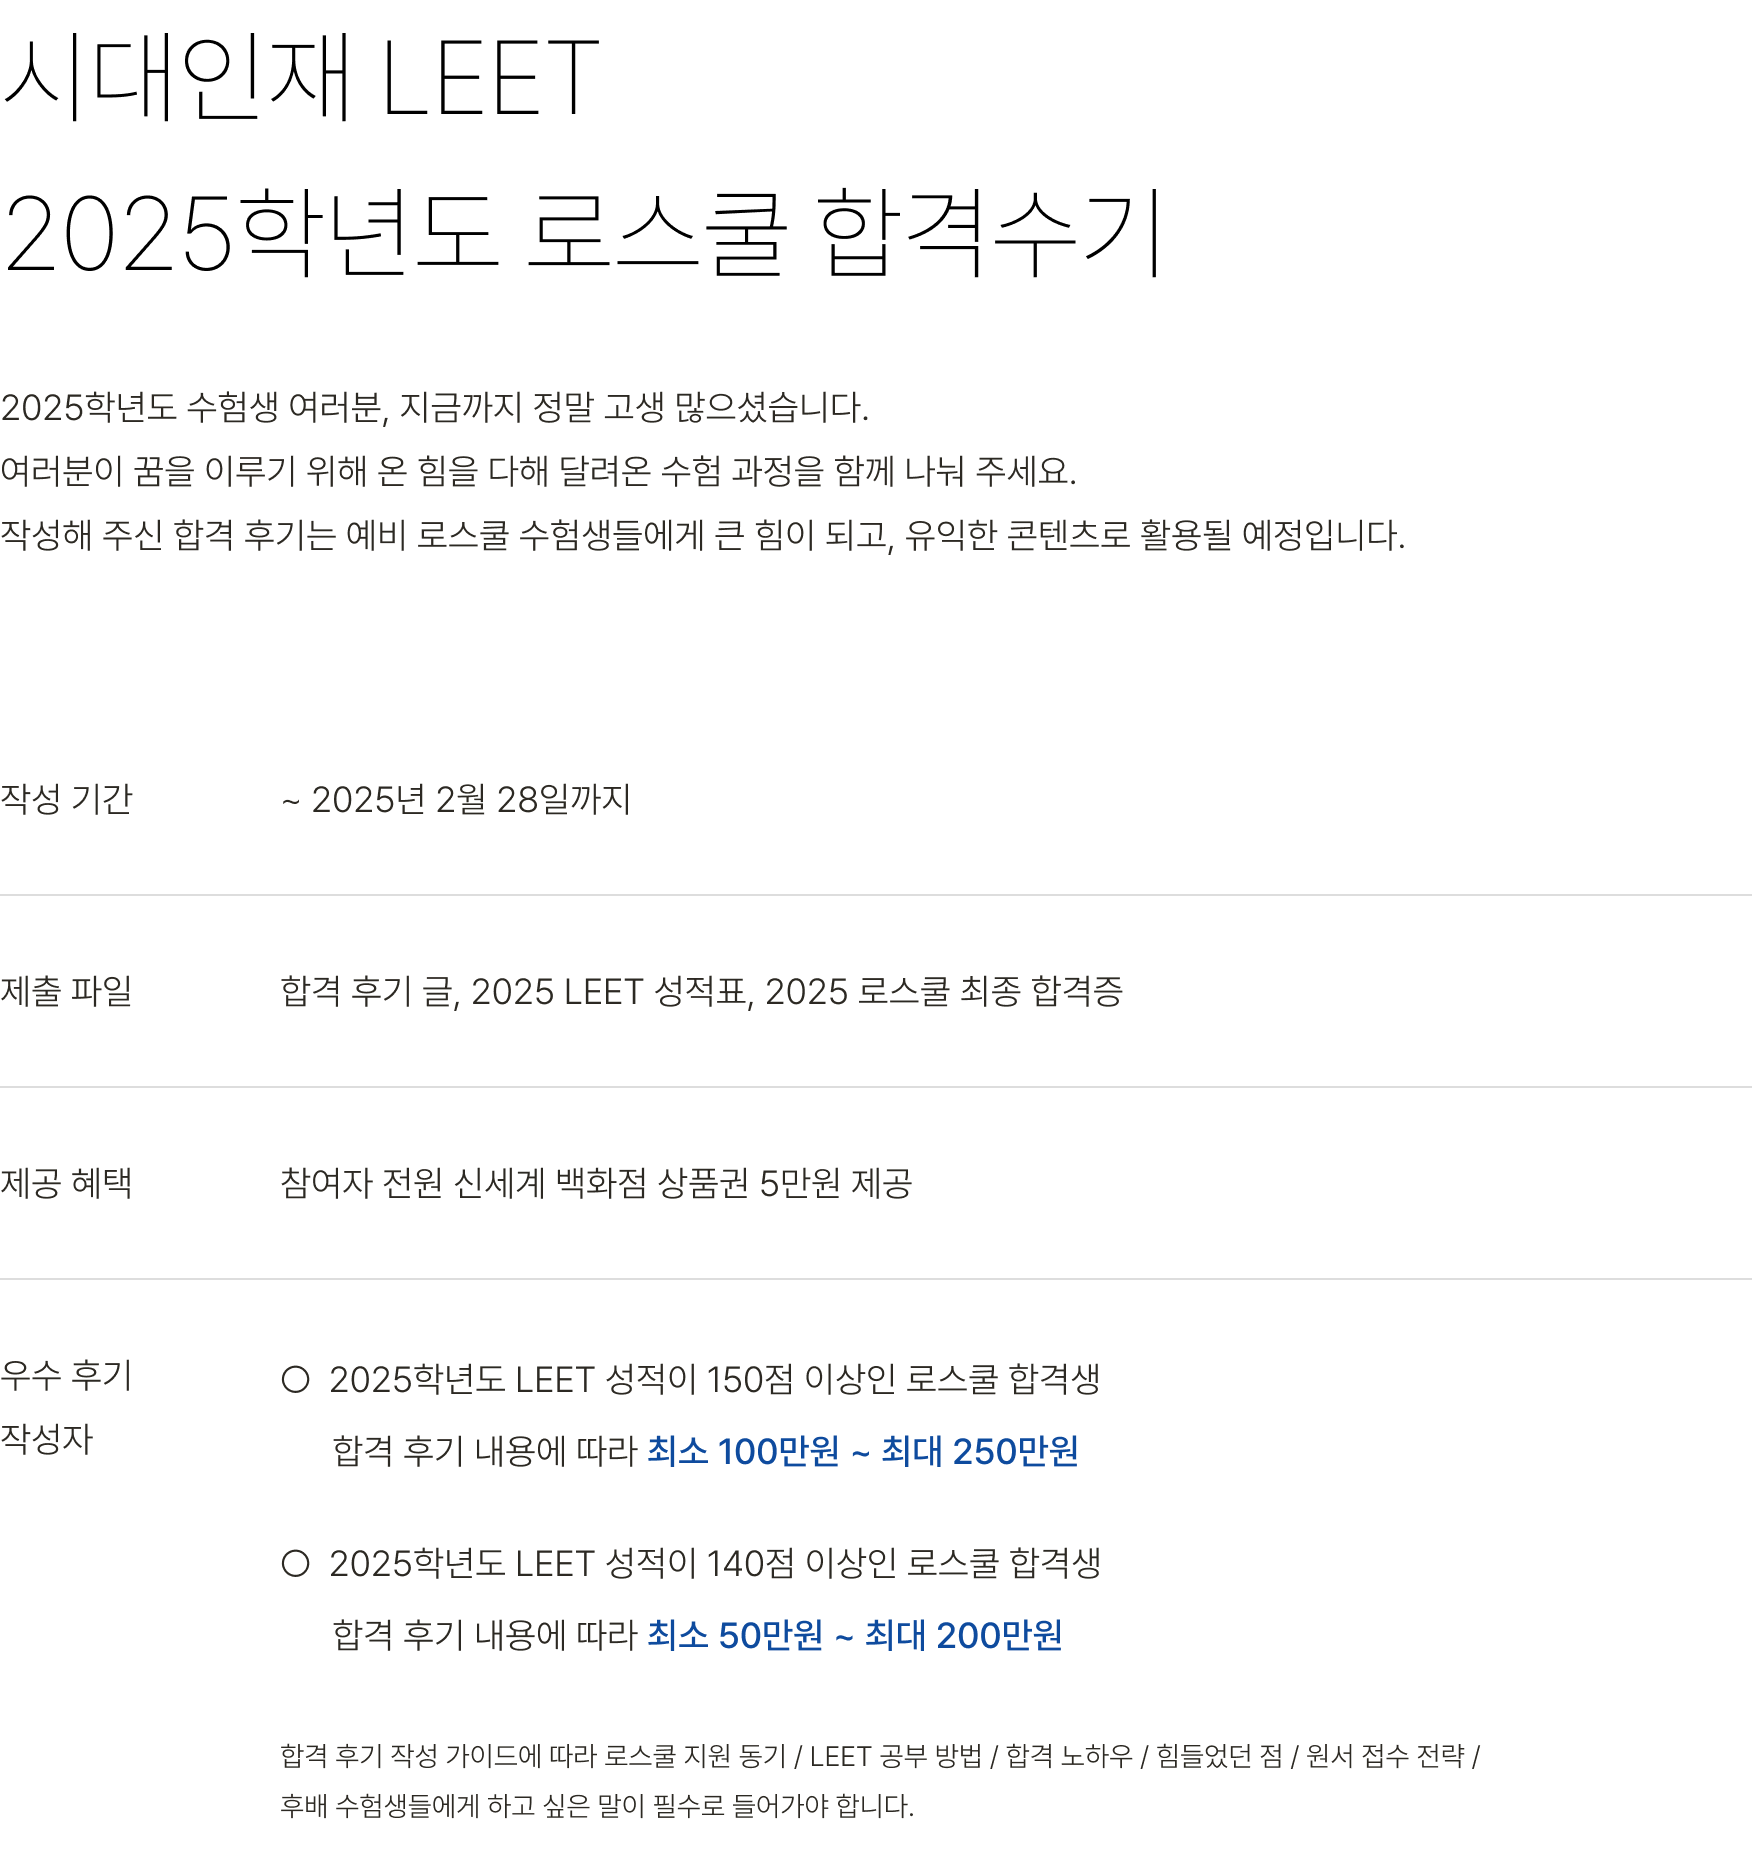 시대인재 LEET
2025학년도 로스쿨 합격수기
2025학년도 수험생 여러분, 지금까지 정말 고생 많으셨습니다.
여러분이 꿈을 이루기 위해 온 힘을 다해 달려온 수험 과정을 함께 나눠 주세요.
작성해 주신 합격 후기는 예비 로스쿨 수험생들에게 큰 힘이 되고, 유익한 콘텐츠로 활용될 예정입니다.
작성 기간 ~ 2025년 2월 28일까지
제출 파일 합격 후기 글, 2025 LEET 성적표, 2025 로스쿨 최종 합격증
제공 혜택 참여자 전원 신세계 백화점 상품권 5만원 제공
우수 후기
작성자
○ 2025학년도 LEET 성적이 150점 이상인 로스쿨 합격생
합격 후기 내용에 따라 최소 100만원 ~ 최대 250만원
○ 2025학년도 LEET 성적이 140점 이상인 로스쿨 합격생
합격 후기 내용에 따라 최소 50만원 ~ 최대 200만원
합격 후기 작성 가이드에 따라 로스쿨 지원 동기 / LEET 공부 방법 / 합격 노하우 / 힘들었던 점 / 원서 접수 전략 /
후배 수험생들에게 하고 싶은 말이 필수로 들어가야 합니다.